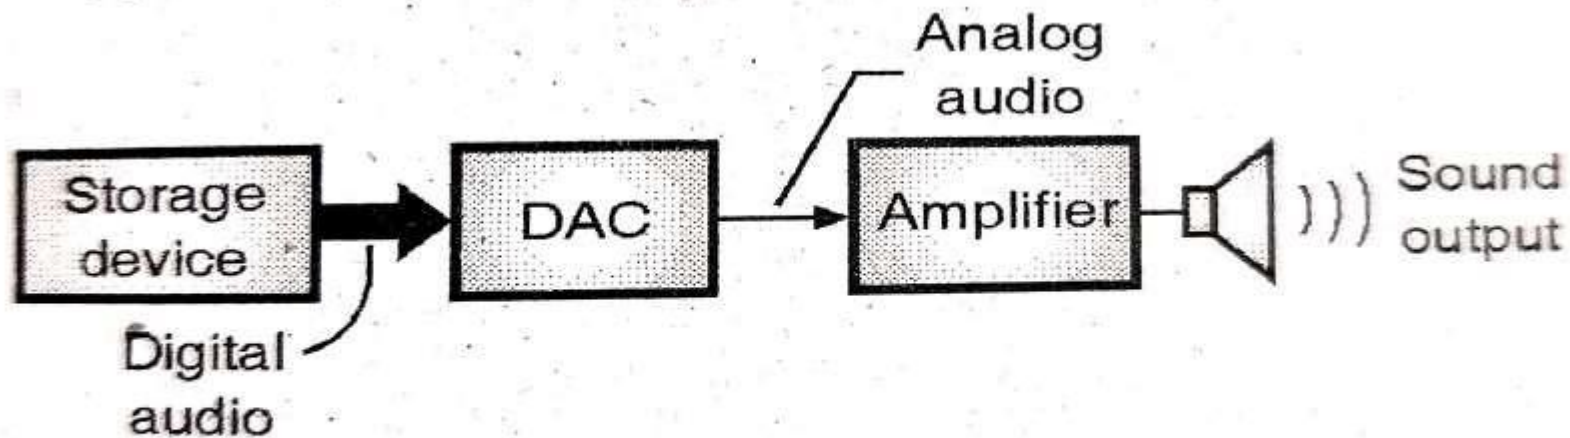 Analog
audio
Storage
device
DAC
Amplifier
Sound
output
Digital
audio